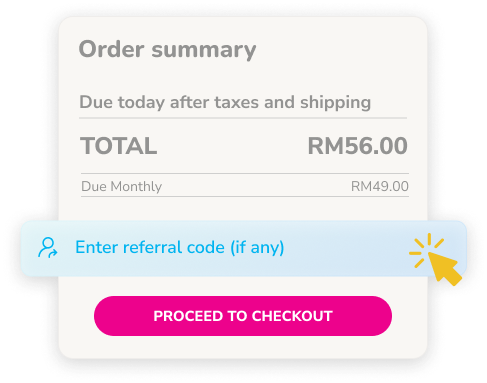 Order summary
Due today after taxes and shipping
TOTAL RM56.00
Due Monthly RM49.00
Enter referral code (if any)
PROCEED TO CHECKOUT